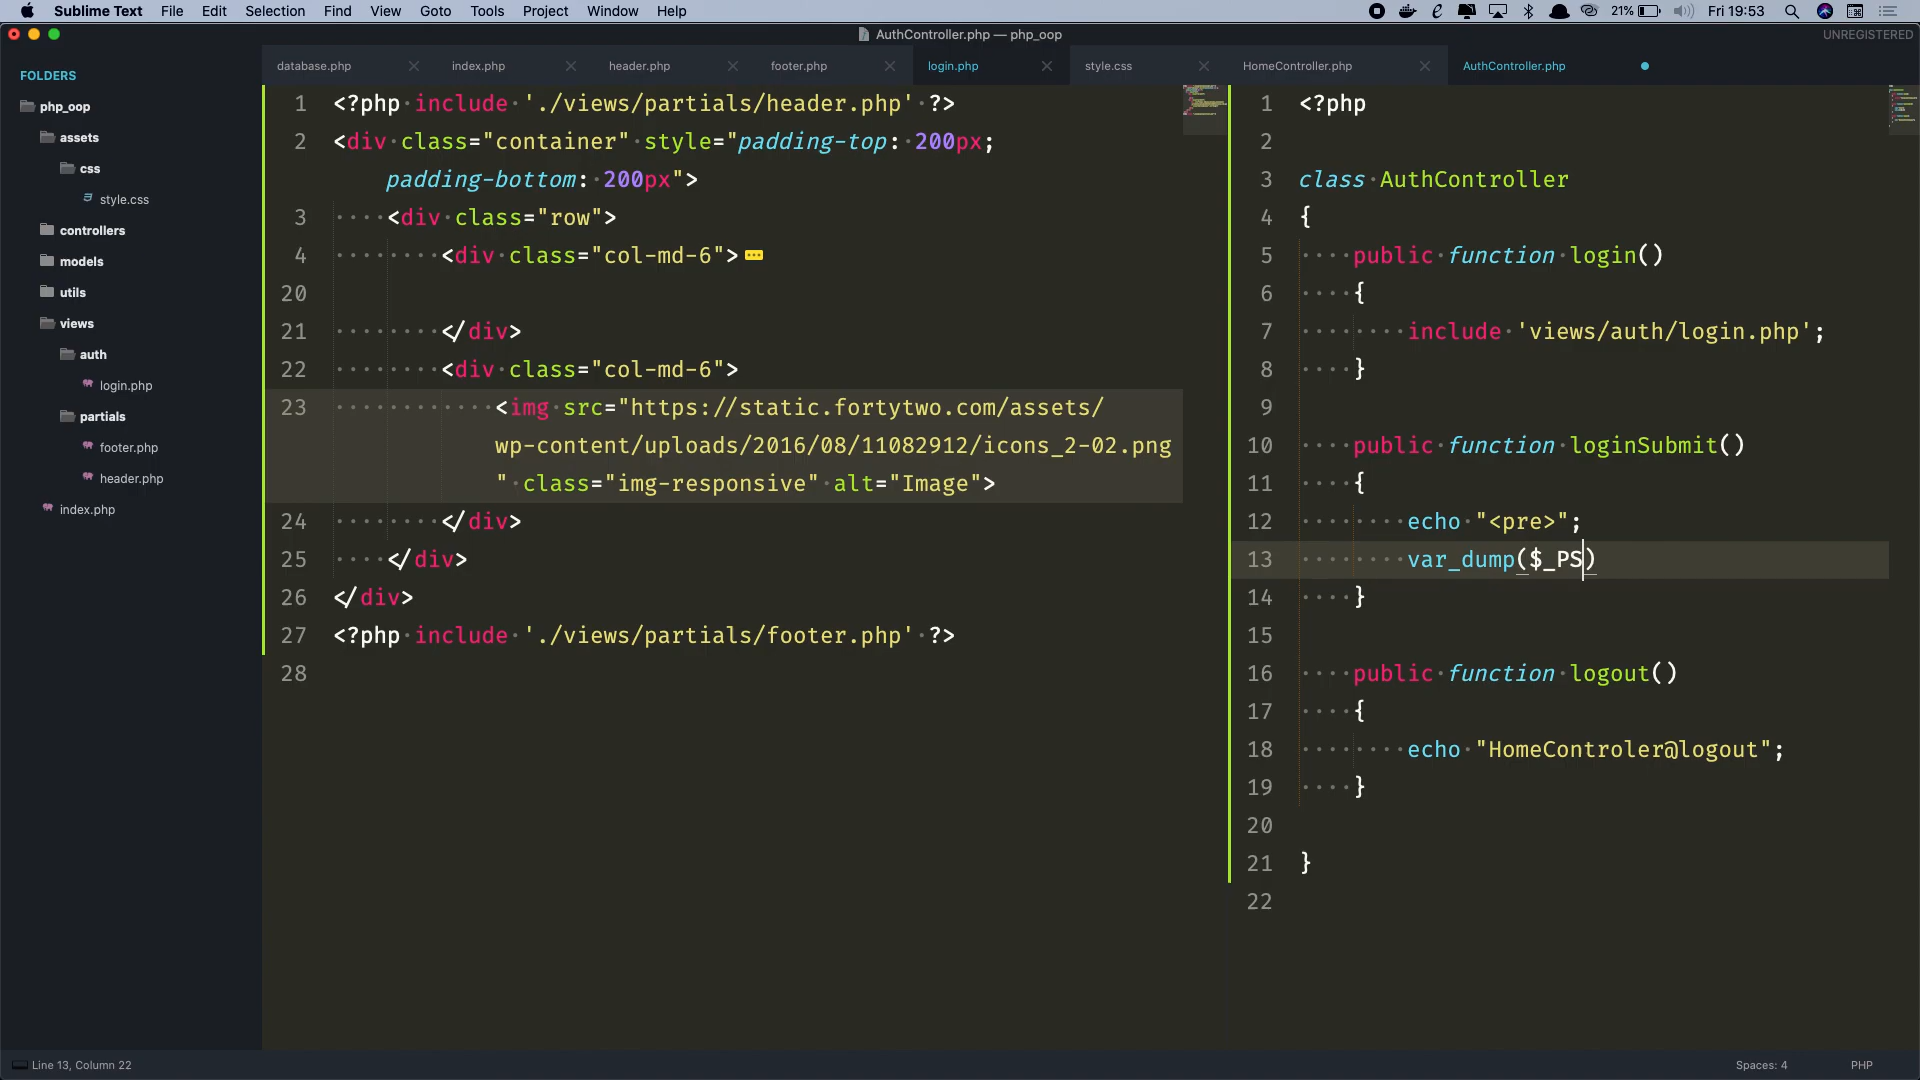 Sublime Text File Edit Selection Find View Goto Tools Project Window Help 21% Fri 19:53
AuthController.php — php_oop UNREGISTERED
FOLDERS
php_oop
assets
css
style.css
controllers
models
utils
views
auth
login.php
partials
footer.php
header.php
index.php
database.php index.php header.php footer.php login.php style.css HomeController.php AuthController.php
1 <?php include './views/partials/header.php' ?>
2 <div class="container" style="padding-top: 200px;
padding-bottom: 200px">
3 <div class="row">
4 <div class="col-md-6">
20
21 </div>
22 <div class="col-md-6">
23 <img src="https://static.fortytwo.com/assets/
wp-content/uploads/2016/08/11082912/icons_2-02.png
" class="img-responsive" alt="Image">
24 </div>
25 </div>
26 </div>
27 <?php include './views/partials/footer.php' ?>
28
1 <?php
2
3 class AuthController
4 {
5 public function login()
6 {
7 include 'views/auth/login.php';
8 }
9
10 public function loginSubmit()
11 {
12 echo "<pre>";
13 var_dump($_PS)
14 }
15
16 public function logout()
17 {
18 echo "HomeControler@logout";
19 }
20
21 }
22
Line 13, Column 22 Spaces: 4 PHP